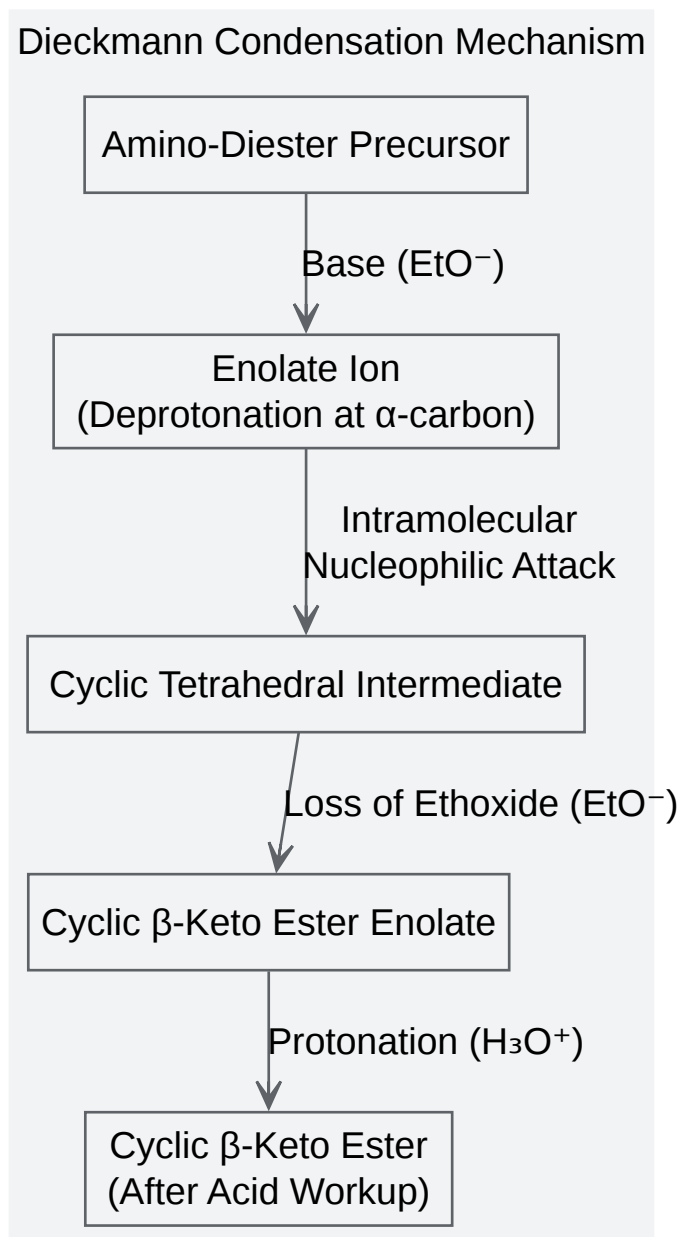 Dieckmann Condensation Mechanism
Amino-Diester Precursor
Base (EtO⁻)
Enolate Ion
(Deprotonation at α-carbon)
Intramolecular
Nucleophilic Attack
Cyclic Tetrahedral Intermediate
Loss of Ethoxide (EtO⁻)
Cyclic β-Keto Ester Enolate
Protonation (H₃O⁺)
Cyclic β-Keto Ester
(After Acid Workup)